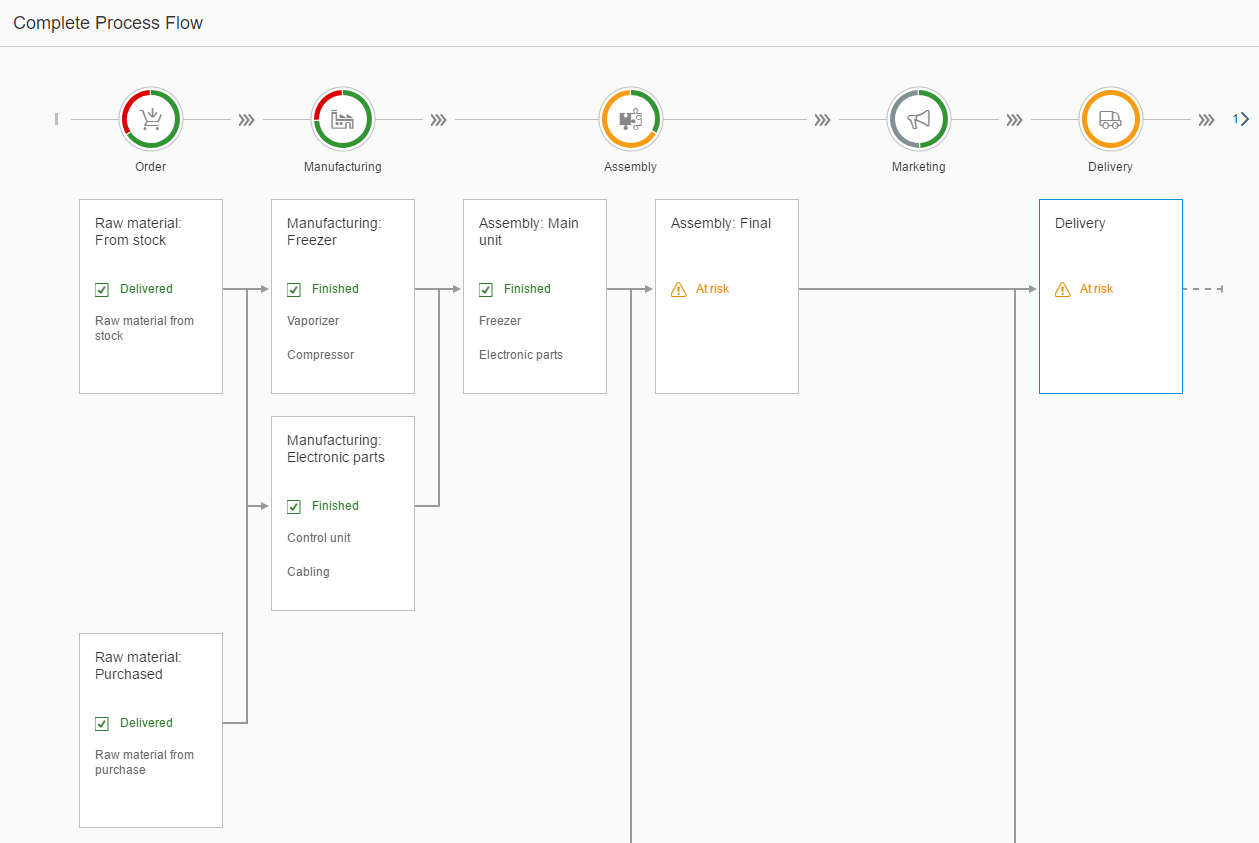 Complete Process Flow
1
Order
Manufacturing
Assembly
Marketing
Delivery
Raw material:
From stock
Delivered
Raw material from
stock
Manufacturing:
Freezer
Finished
Vaporizer
Compressor
Assembly: Main
unit
Finished
Freezer
Electronic parts
Assembly: Final
At risk
Delivery
At risk
Manufacturing:
Electronic parts
Finished
Control unit
Cabling
Raw material:
Purchased
Delivered
Raw material from
purchase